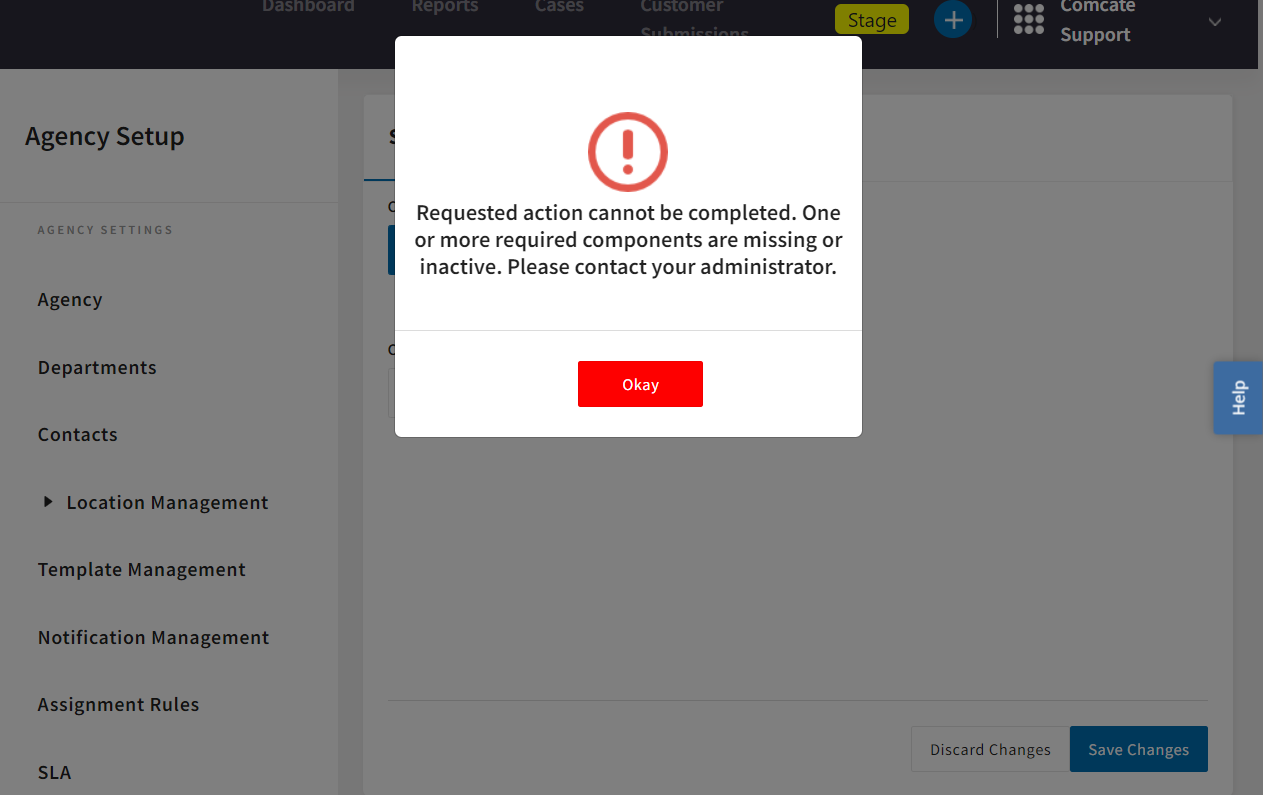 Dashboard
Reports
Cases
Customer
Submissions
Stage
Comcate
Support
Agency Setup
AGENCY SETTINGS
Agency
Departments
Contacts
Location Management
Template Management
Notification Management
Assignment Rules
SLA
Requested action cannot be completed. One
or more required components are missing or
inactive. Please contact your administrator.
Okay
Help
Discard Changes
Save Changes